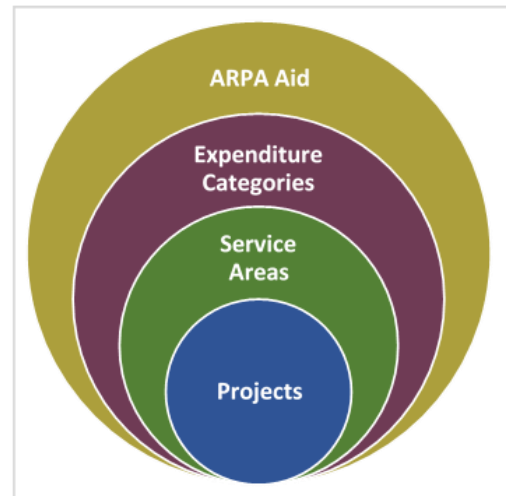 ARPA Aid
Expenditure
Categories
Service
Areas
Projects